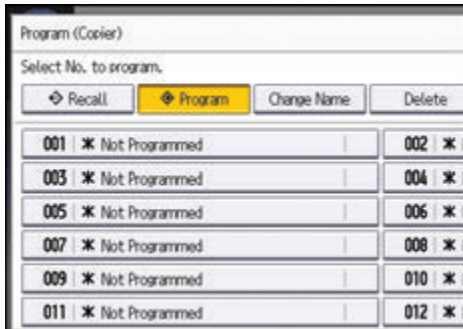 Program (Copier)
Select No. to program.
Recall Program Change Name Delete
001 Not Programmed 002
003 Not Programmed 004
005 Not Programmed 006
007 Not Programmed 008
009 Not Programmed 010
011 Not Programmed 012